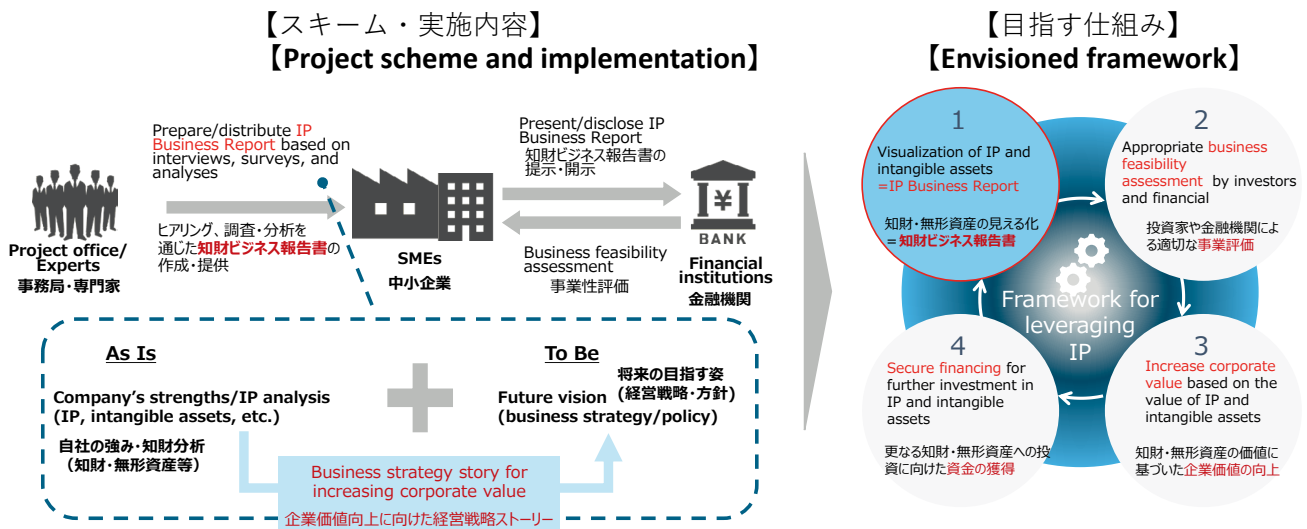 【スキーム・実施内容】
【Project scheme and implementation】
【目指す仕組み】
【Envisioned framework】
Prepare/distribute IP
Business Report based on
interviews, surveys, and
analyses
ヒアリング、調査・分析を
通じた知財ビジネス報告書の
作成・提供
Project office/
Experts
事務局・専門家
SMEs
中小企業
Present/disclose IP
Business Report
知財ビジネス報告書の
提示・開示
Business feasibility
assessment
事業性評価
¥
BANK
Financial
institutions
金融機関
As Is
Company's strengths/IP analysis
(IP, intangible assets, etc.)
自社の強み・知財分析
（知財・無形資産等）
To Be
将来の目指す姿
（経営戦略・方針）
Future vision
(business strategy/policy)
Business strategy story for
increasing corporate value
企業価値向上に向けた経営戦略ストーリー
1
Visualization of IP and
intangible assets
=IP Business Report
知財・無形資産の見える化
＝知財ビジネス報告書
2
Appropriate business
feasibility
assessment by investors
and financial
投資家や金融機関によ
る適切な事業評価
Framework for
leveraging
IP
3
Increase corporate
value based on the
value of IP and
intangible assets
知財・無形資産の価値に
基づいた企業価値の向上
4
Secure financing for
further investment in
IP and intangible
assets
更なる知財・無形資産への投
資に向けた資金の獲得